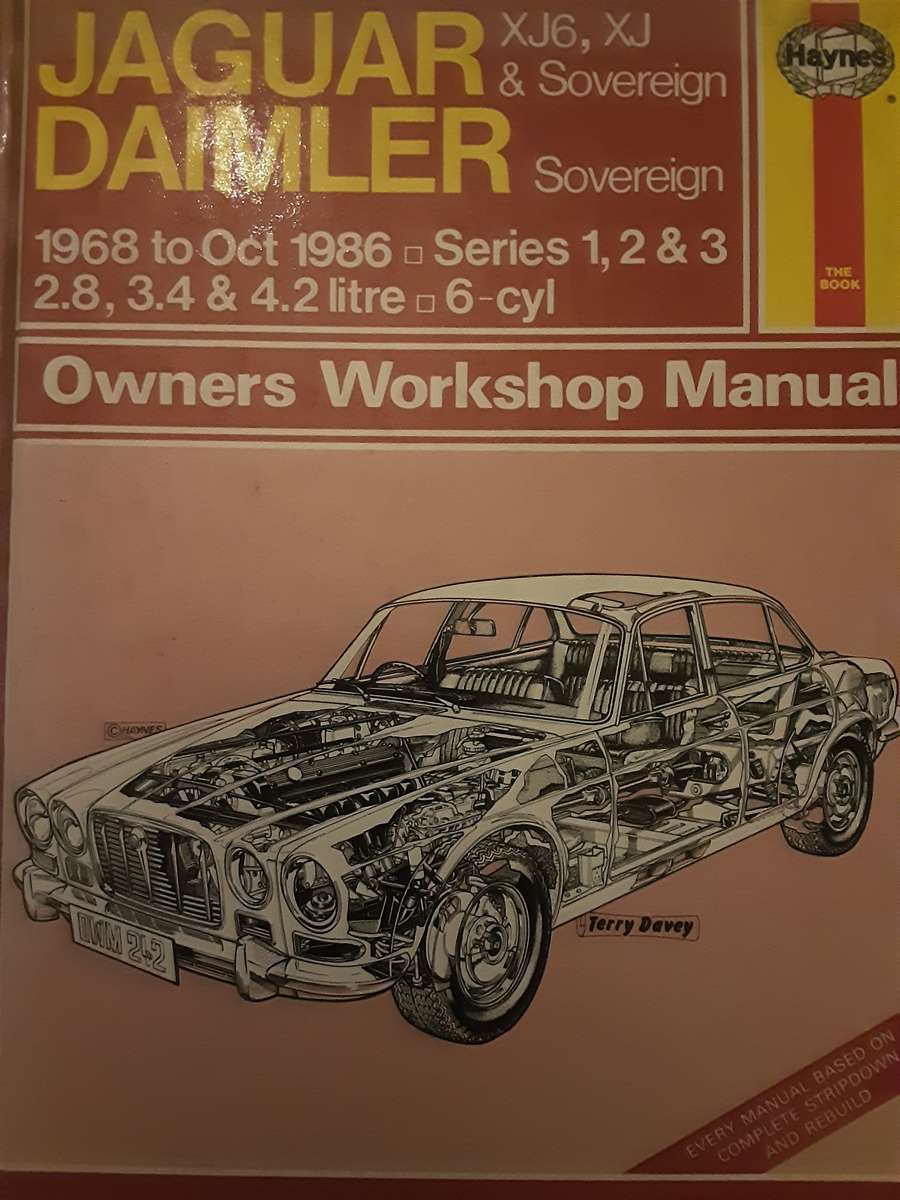 JAGUAR XJ6, XJ
& Sovereign
DAIMLER Sovereign
1968 to Oct 1986 □ Series 1, 2 & 3
2.8, 3.4 & 4.2 litre □ 6-cyl
Haynes
®
THE
BOOK
Owners Workshop Manual
©HAYNES
OWM 242
Terry Davey
EVERY MANUAL BASED ON
COMPLETE STRIPDOWN
AND REBUILD